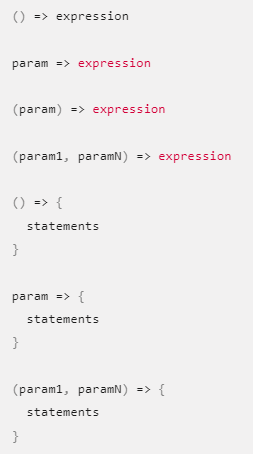 () => expression
param => expression
(param) => expression
(param1, paramN) => expression
() => {
  statements
}
param => {
  statements
}
(param1, paramN) => {
  statements
}